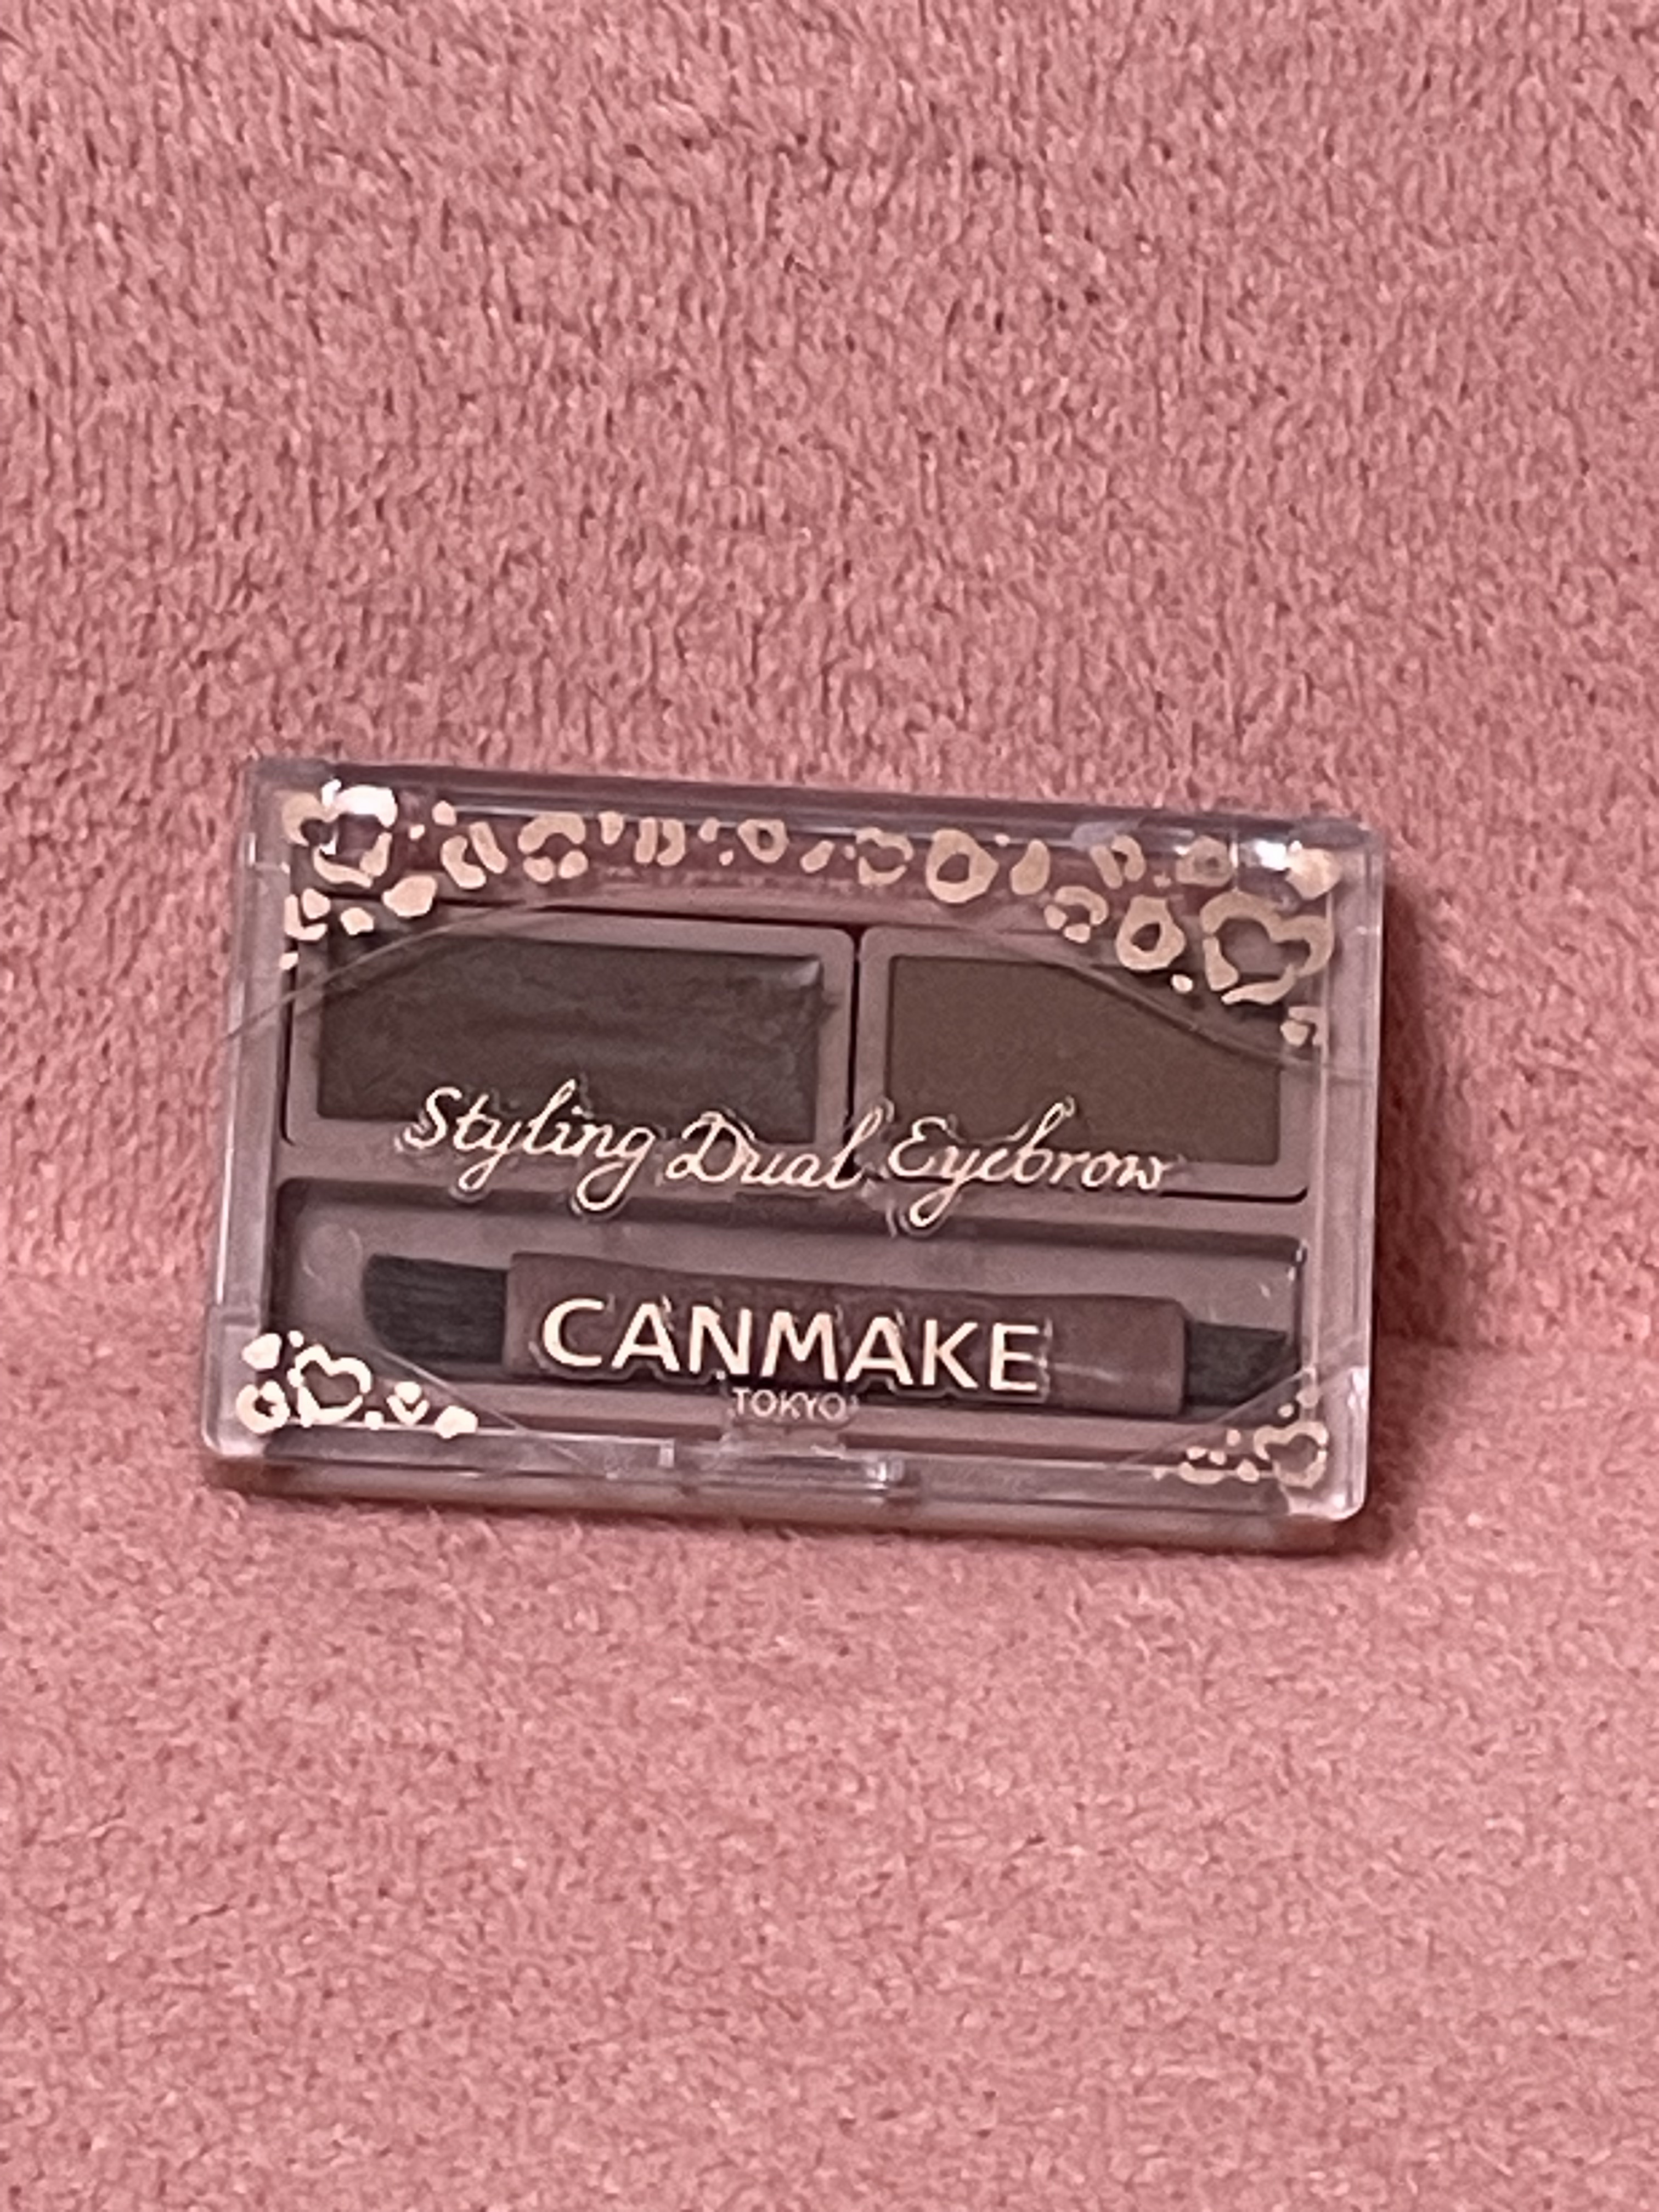 Styling Dual Eyebrow
CANMAKE
TOKYO